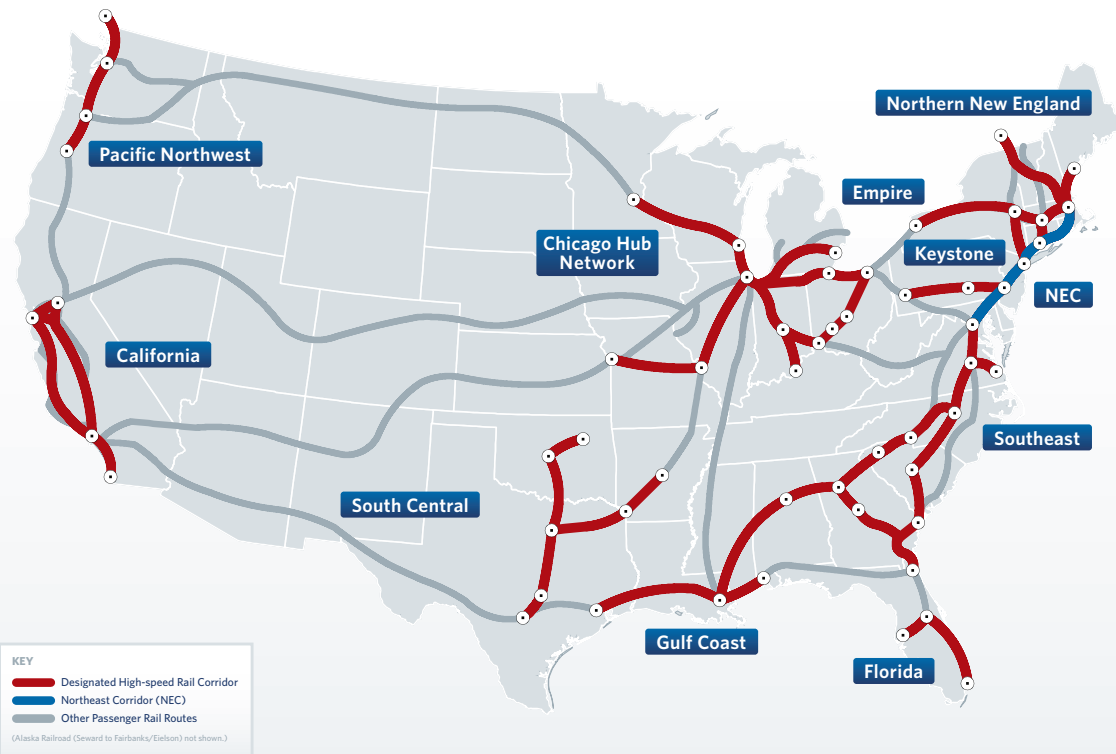 Northern New England
Pacific Northwest
Empire
Chicago Hub
Network
Keystone
NEC
California
Southeast
South Central
Gulf Coast
Florida
KEY
Designated High-speed Rail Corridor
Northeast Corridor (NEC)
Other Passenger Rail Routes
(Alaska Railroad (Seward to Fairbanks/Eielson) not shown.)